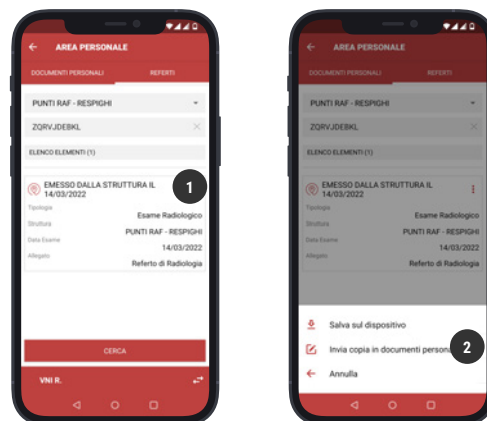 AREA PERSONALE
DOCUMENTI PERSONALI REFERTI
PUNTI RAF - RESPIGHI
ZQRVJDEBKL
ELENCO ELEMENTI (1)
EMESSO DALLA STRUTTURA IL
14/03/2022
1
Tipologia
Esame Radiologico
Struttura
PUNTI RAF - RESPIGHI
Data Esame
14/03/2022
Allegato
Referto di Radiologia
CERCA
VNI R.
AREA PERSONALE
DOCUMENTI PERSONALI REFERTI
PUNTI RAF - RESPIGHI
ZQRVJDEBKL
ELENCO ELEMENTI (1)
EMESSO DALLA STRUTTURA IL
14/03/2022
Tipologia
Esame Radiologico
Struttura
PUNTI RAF - RESPIGHI
Data Esame
14/03/2022
Allegato
Referto di Radiologia
Salva sul dispositivo
Invia copia in documenti person
2
Annulla